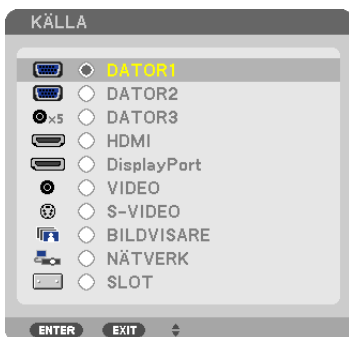 KÄLLA
DATOR1
DATOR2
×5 DATOR3
HDMI
DisplayPort
VIDEO
S-VIDEO
BILDVISARE
NÄTVERK
SLOT
ENTER EXIT